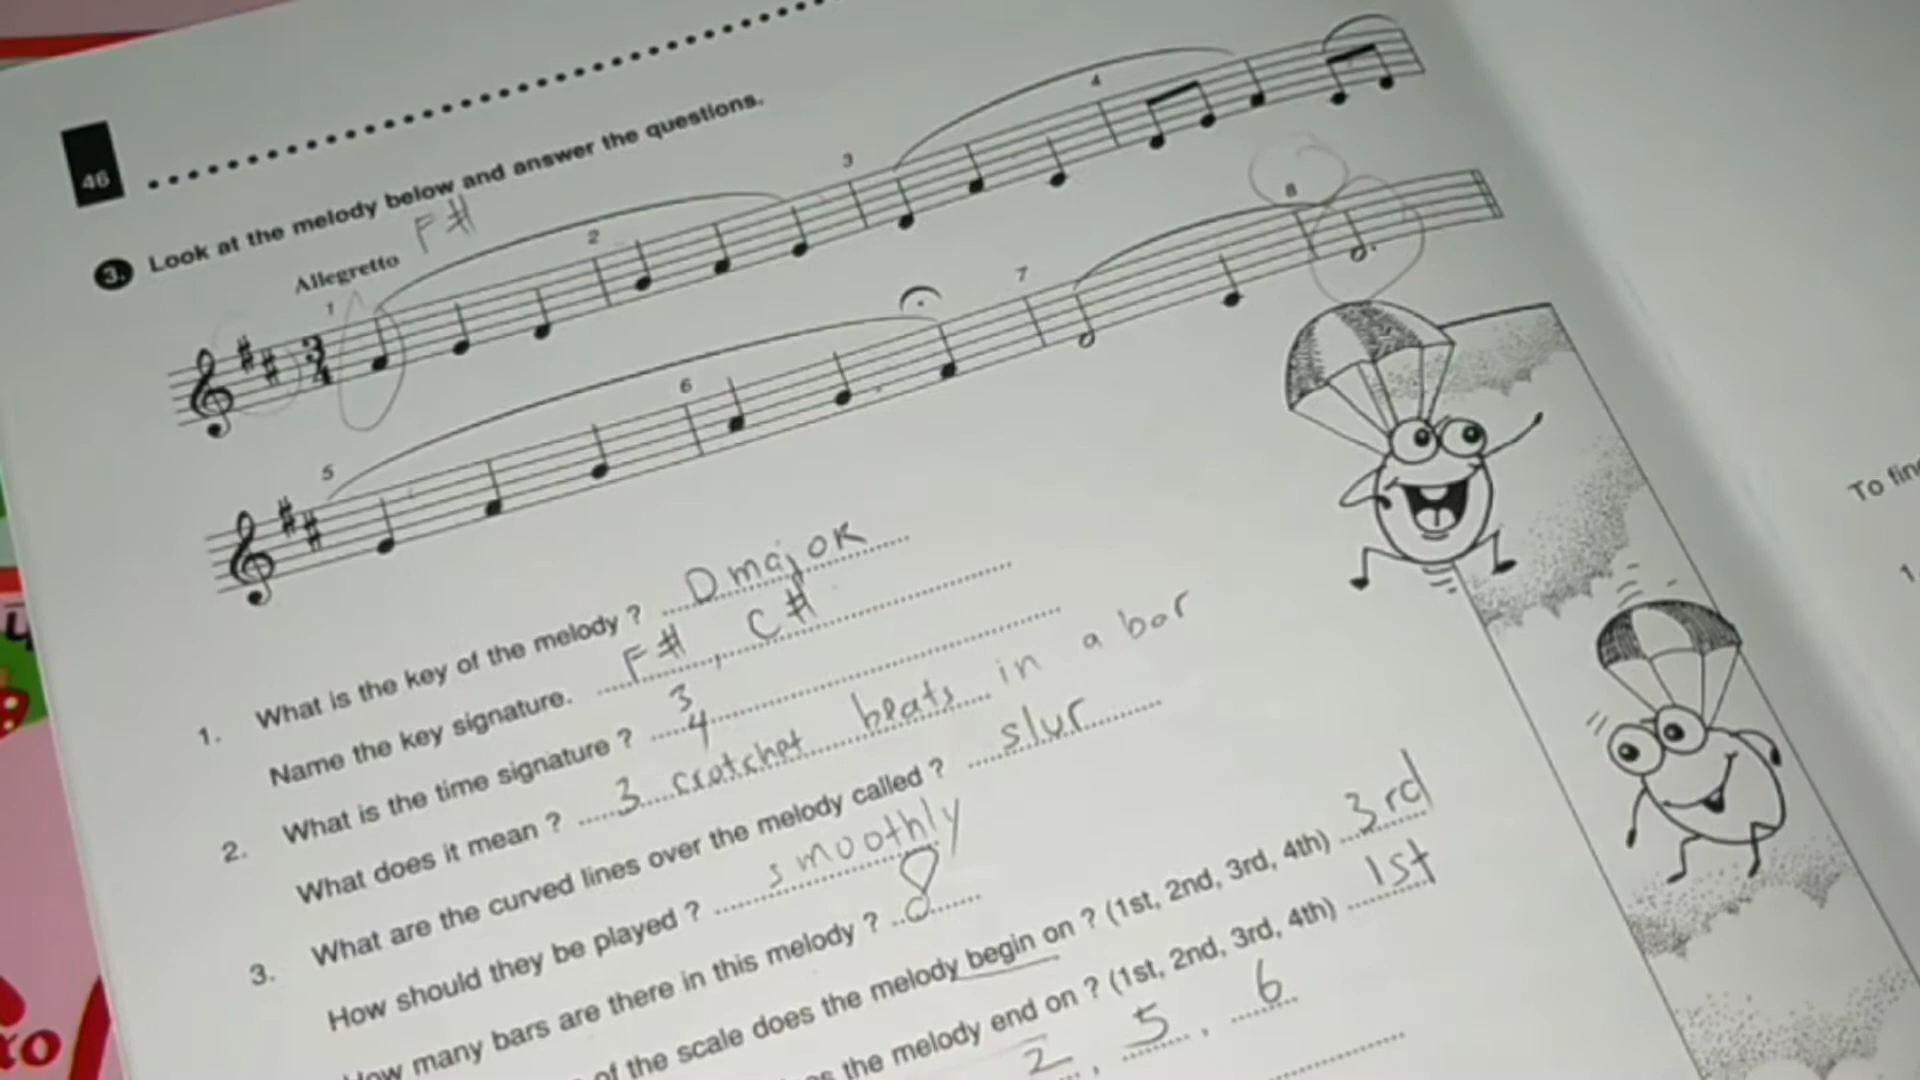 46
3. Look at the melody below and answer the questions.
Allegretto F#
1 2 3 4
3
4
5 6 7 8
1. What is the key of the melody ? D major
Name the key signature. F#, C#
2. What is the time signature ? 3
4
What does it mean ? 3 crotchet beats in a bar
3. What are the curved lines over the melody called ? slur
How should they be played ? smoothly
How many bars are there in this melody ? 8
of the scale does the melody begin on ? (1st, 2nd, 3rd, 4th) 3rd
the melody end on ? (1st, 2nd, 3rd, 4th) 1st
2, 5, 6
To
1.